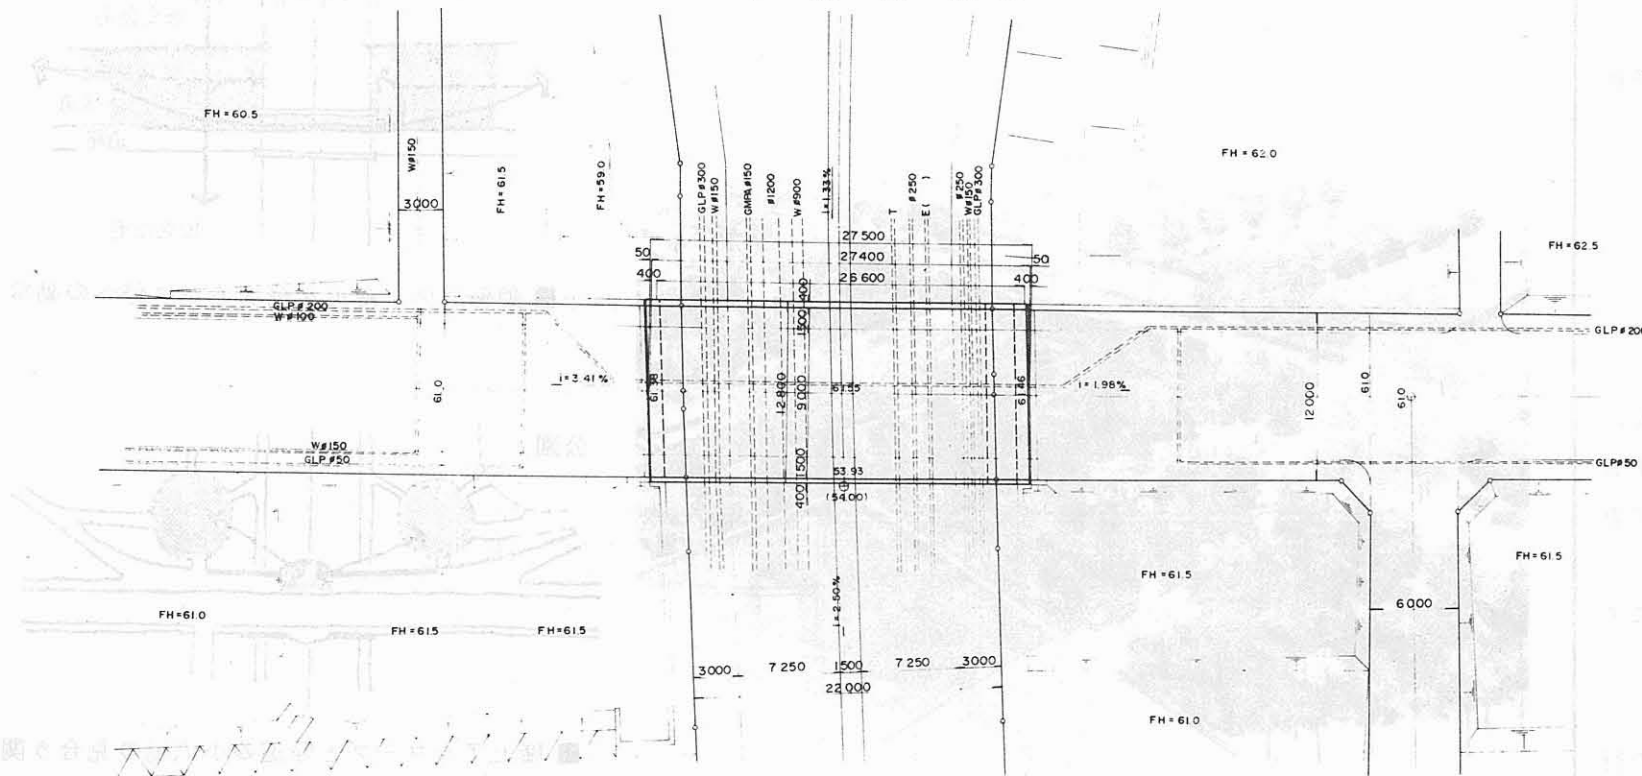 FH=60.5
W⌀150
3000
FH=61.5
FH=59.0
GLP⌀300
W⌀150
GMPA⌀150
⌀1200
W⌀900
i=1.33%
T
⌀250
E( )
⌀250
W⌀150
GLP⌀300
FH=62.0
FH=62.5
27500
50
27400
50
400
26600
400
GLP⌀200
W⌀100
400
1500
GLP⌀200
61.0
i=3.41%
12800
9000
61.55
61.46
i=1.98%
12000
61.0
61.0
W⌀150
GLP⌀50
公園
1500
53.93
400
(54.00)
GLP⌀50
FH=61.5
FH=61.5
i=2.50%
6000
FH=61.0
FH=61.5
FH=61.5
3000
7250
1500
7250
3000
22000
FH=61.0